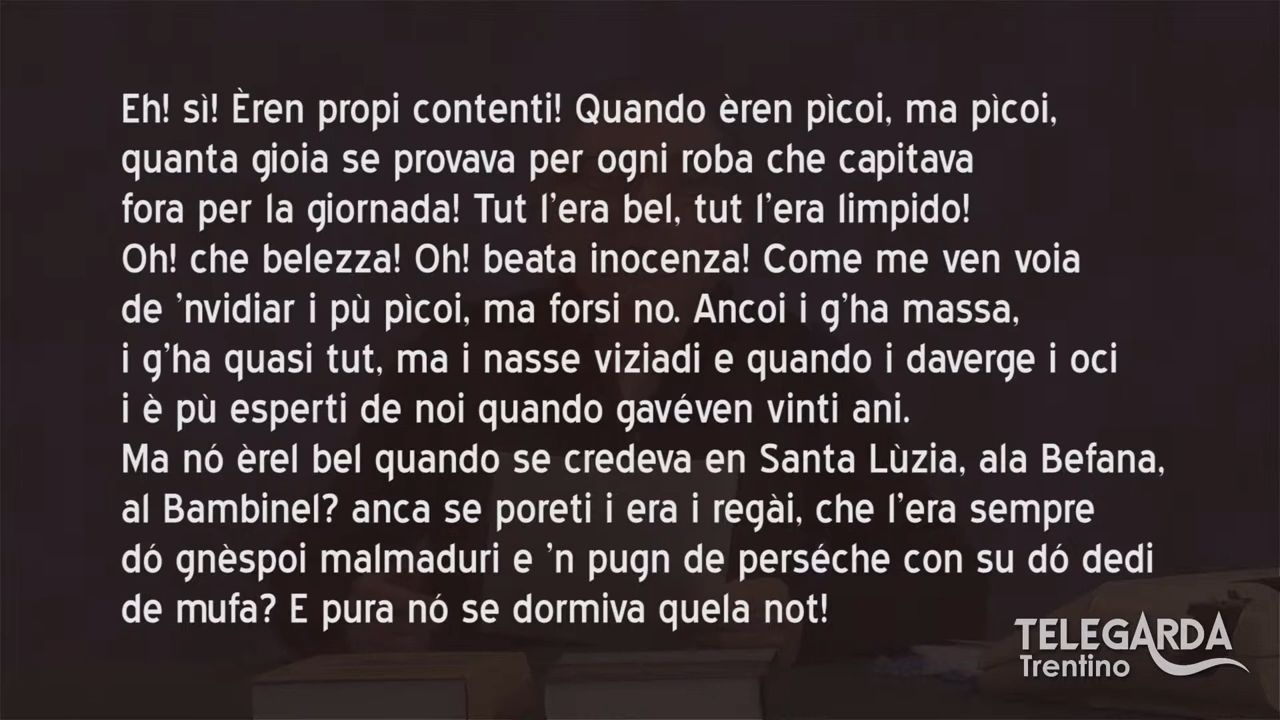 Eh! sì! Èren propi contenti! Quando èren pìcoi, ma pìcoi,
quanta gioia se provava per ogni roba che capitava
fora per la giornada! Tut l’era bel, tut l’era limpido!
Oh! che belezza! Oh! beata inocenza! Come me ven voia
de ’nvidiar i pù pìcoi, ma forsi no. Ancoi i g’ha massa,
i g’ha quasi tut, ma i nasse viziadi e quando i daverge i oci
i è pù esperti de noi quando gavéven vinti ani.
Ma nó èrel bel quando se credeva en Santa Lùzia, ala Befana,
al Bambinel? anca se poreti i era i regài, che l’era sempre
dó gnèspoi malmaduri e ’n pugn de perséche con su dó dedi
de mufa? E pura nó se dormiva quela not!
TELEGARDA
Trentino